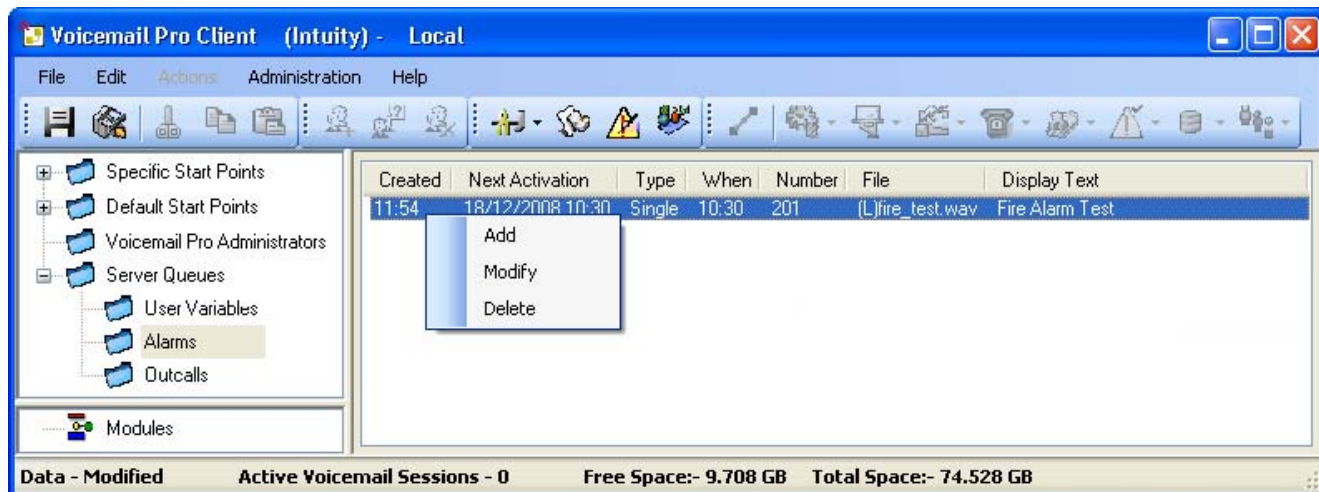 Voicemail Pro Client (Intuity) - Local
File Edit Actions Administration Help
Specific Start Points
Default Start Points
Voicemail Pro Administrators
Server Queues
User Variables
Alarms
Outcalls
Modules
Created Next Activation Type When Number File Display Text
11:54 18/12/2008 10:30 Single 10:30 201 (L)fire_test.wav Fire Alarm Test
Add
Modify
Delete
Data - Modified Active Voicemail Sessions - 0 Free Space:- 9.708 GB Total Space:- 74.528 GB